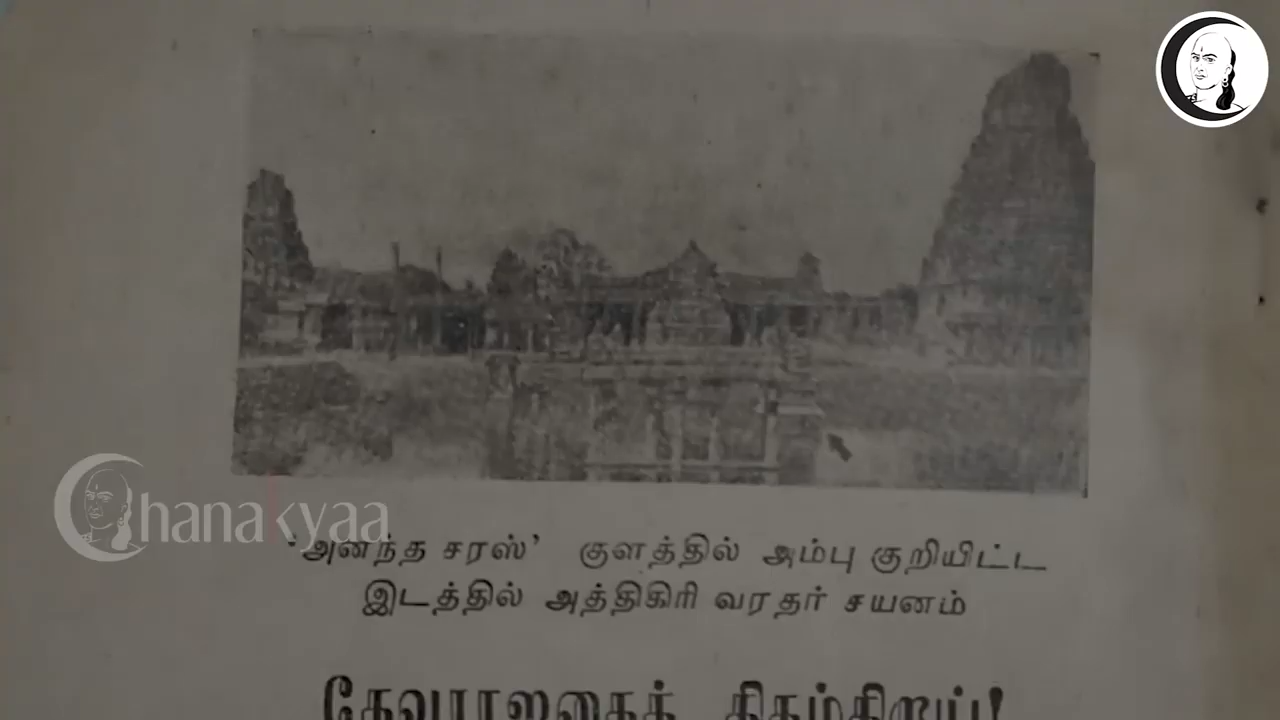 Chanakyaa
'அனந்த சரஸ்' குளத்தில் அம்பு குறியிட்ட
இடத்தில் அத்திகிரி வரதர் சயனம்